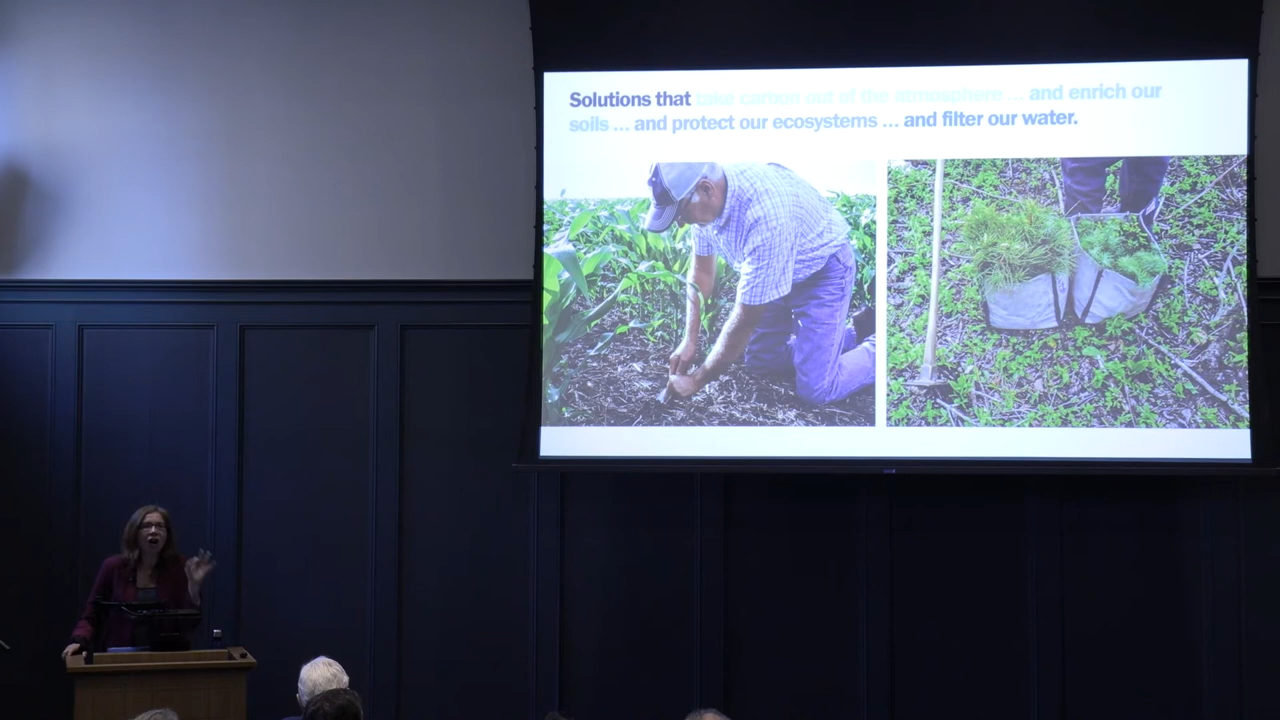 Solutions that take carbon out of the atmosphere ... and enrich our
soils ... and protect our ecosystems ... and filter our water.